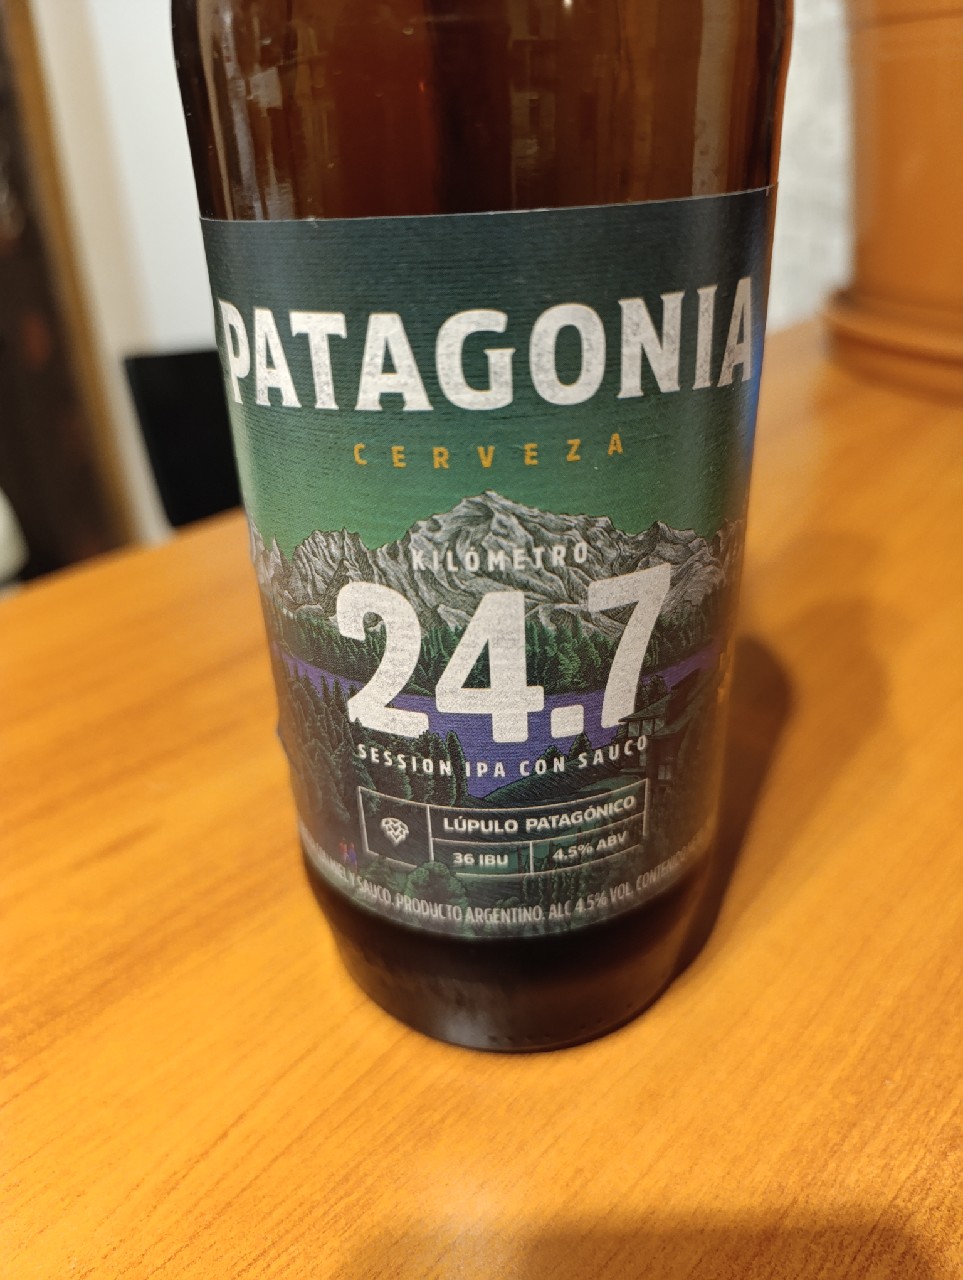 PATAGONIA
CERVEZA
KILÓMETRO
24.7
SESSION IPA CON SAUCO
LÚPULO PATAGÓNICO
36 IBU 4.5% ABV
Y SAUCO. PRODUCTO ARGENTINO. ALC 4.5% VOL. CONTENIDO